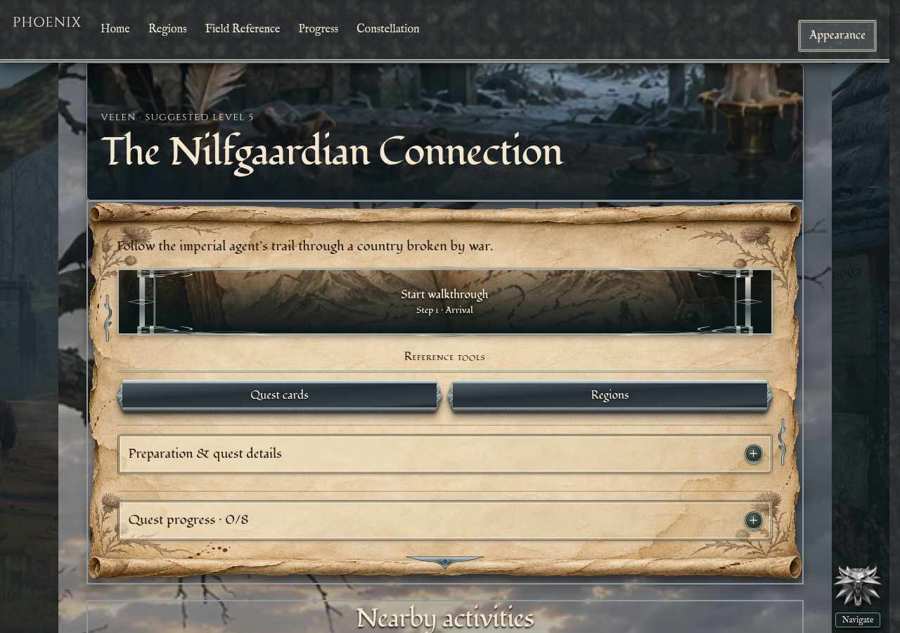 PHOENIX
Home Regions Field Reference Progress Constellation
Appearance
VELEN · SUGGESTED LEVEL 5
The Nilfgaardian Connection
Follow the imperial agent's trail through a country broken by war.
Start walkthrough
Step 1 · Arrival
Reference tools
Quest cards Regions
Preparation & quest details
Quest progress · 0/8
Nearby activities
Navigate